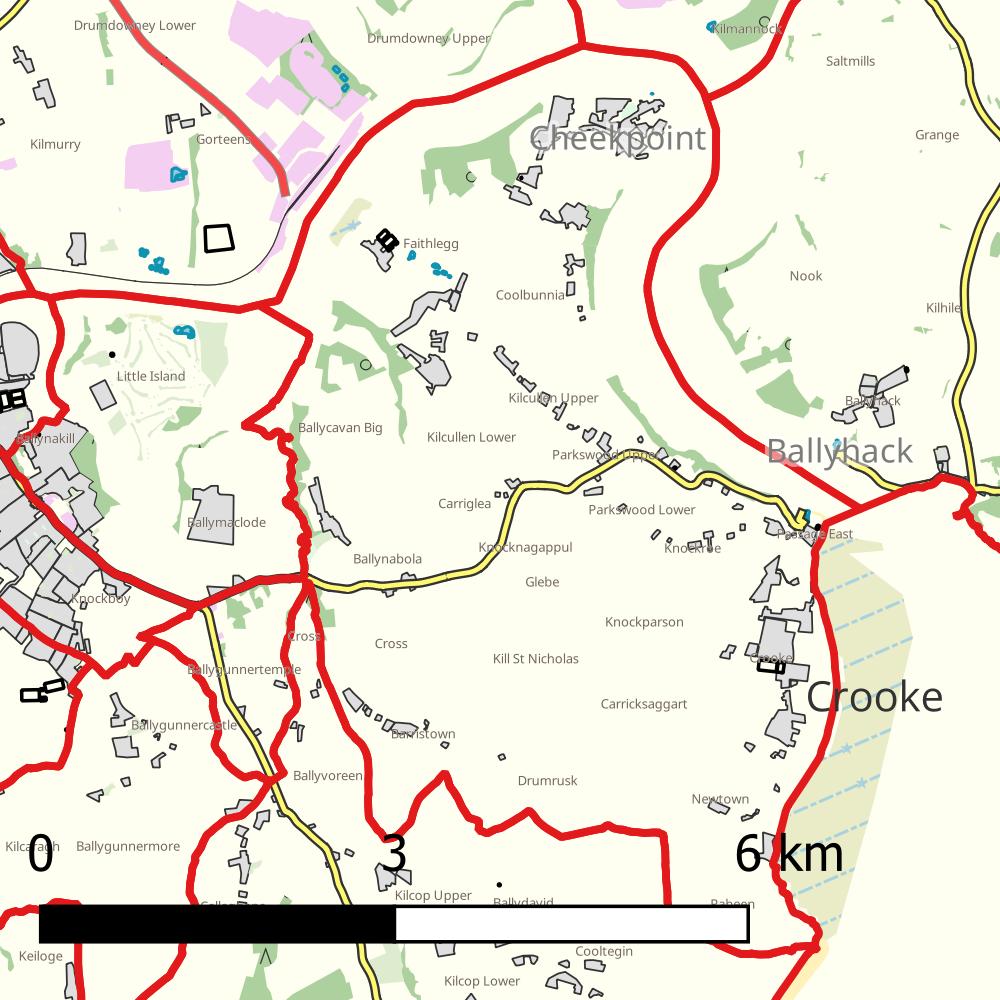 Drumdowney Lower
Drumdowney Upper
Kilmannock
Saltmills
Kilmurry
Gorteens
Cheekpoint
Grange
Faithlegg
Nook
Coolbunnia
Kilhile
Little Island
Kilcullen Upper
Ballyhack
Ballycavan Big
Kilcullen Lower
Ballynakill
Parkswood Upper
Ballyhack
Carriglea
Parkswood Lower
Ballymaclode
Passage East
Ballynabola
Knocknagappul
Knockroe
Glebe
Knockboy
Knockparson
Cross
Cross
Kill St Nicholas
Crooke
Ballygunnertemple
Crooke
Carricksaggart
Ballygunnercastle
Barristown
Ballyvoreen
Drumrusk
Newtown
Kilcaragh
Ballygunnermore
0 3 6 km
Kilcop Upper
Ballydavid
Raheen
Keiloge
Cooltegin
Kilcop Lower